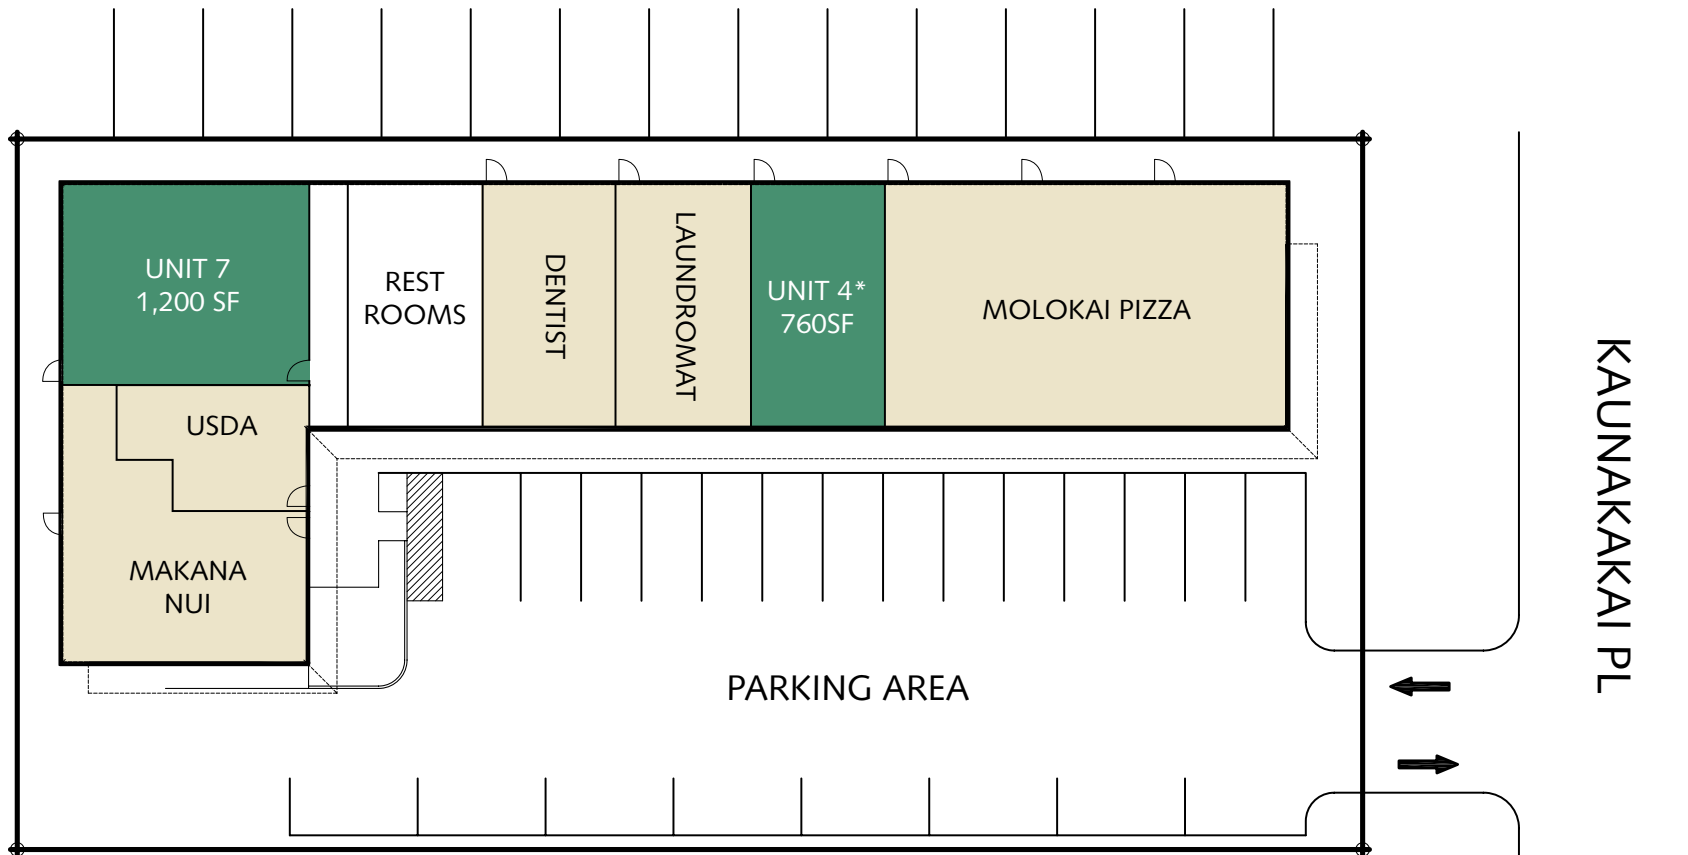 UNIT 7
1,200 SF
REST
ROOMS
DENTIST
LAUNDROMAT
UNIT 4*
760SF
MOLOKAI PIZZA
USDA
MAKANA
NUI
PARKING AREA
KAUNAKAKAI PL